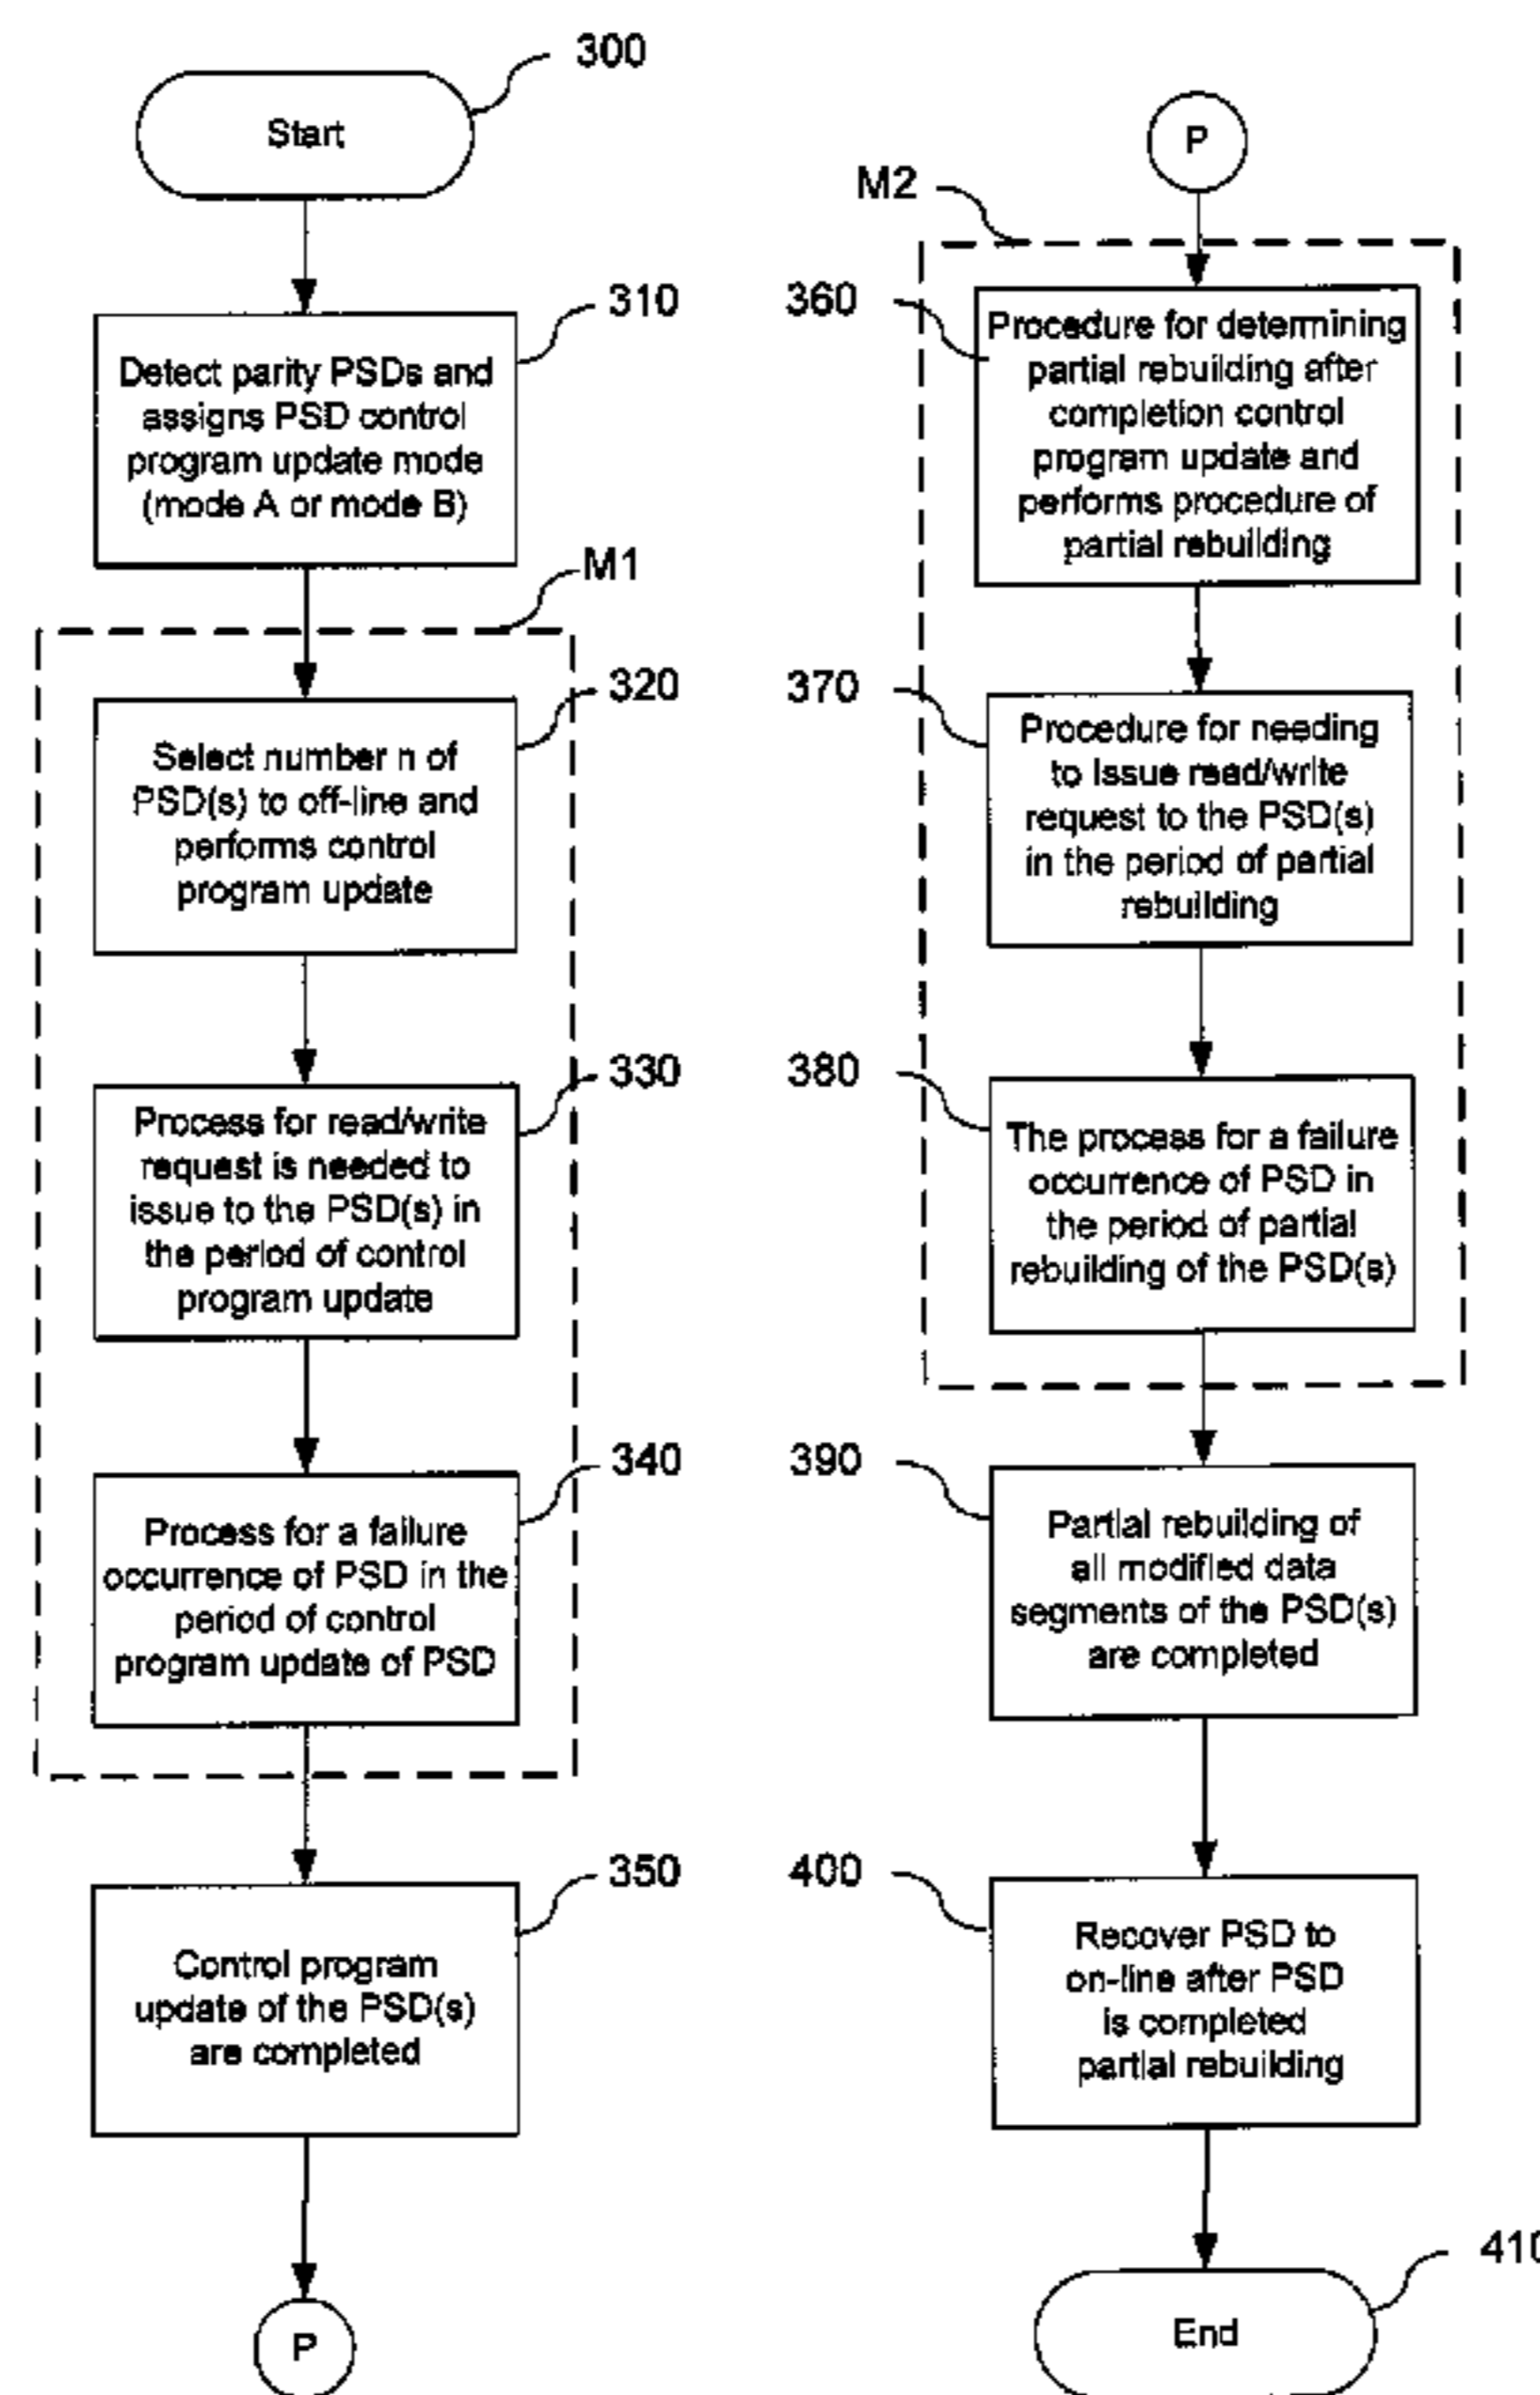 300
Start
310
Detect parity PSDs and
assigns PSD control
program update mode
(mode A or mode B)
M1
320
Select number n of
PSD(s) to off-line and
performs control
program update
330
Process for read/write
request is needed to
issue to the PSD(s) in
the period of control
program update
340
Process for a failure
occurrence of PSD in the
period of control
program update of PSD
350
Control program
update of the PSD(s)
are completed
P
P
M2
360
Procedure for determining
partial rebuilding after
completion control
program update and
performs procedure of
partial rebuilding
370
Procedure for needing
to issue read/write
request to the PSD(s)
in the period of partial
rebuilding
380
The process for a failure
occurrence of PSD in
the period of partial
rebuilding of the PSD(s)
390
Partial rebuilding of
all modified data
segments of the PSD(s)
are completed
400
Recover PSD to
on-line after PSD
is completed
partial rebuilding
410
End